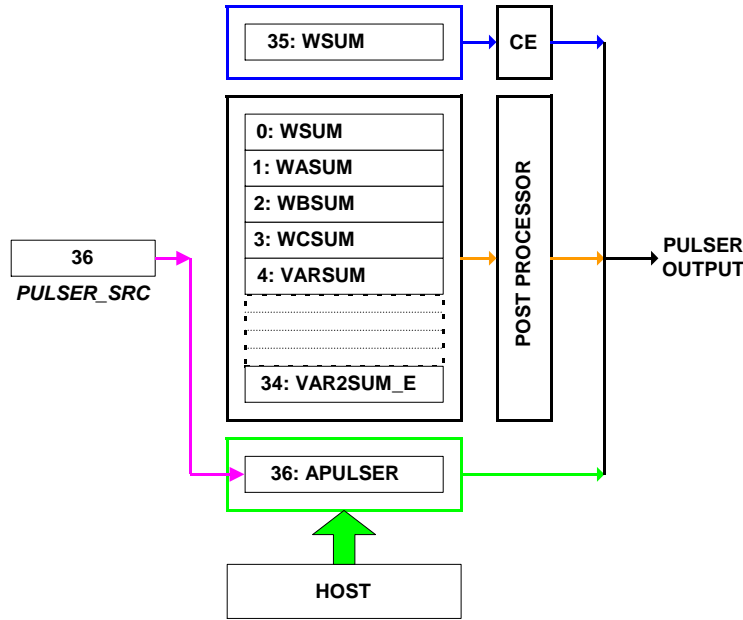 35: WSUM
CE
0: WSUM
1: WASUM
2: WBSUM
3: WCSUM
4: VARSUM
34: VAR2SUM_E
POST PROCESSOR
36
PULSER_SRC
PULSER
OUTPUT
36: APULSER
HOST